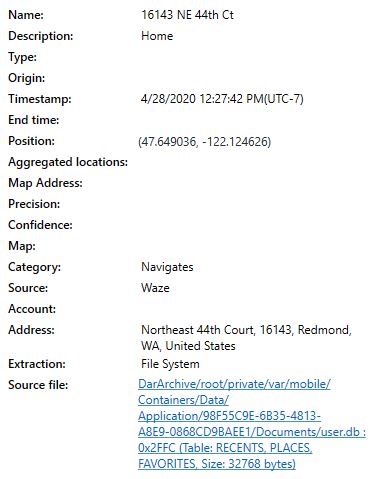 Name: 16143 NE 44th Ct
Description: Home
Type:
Origin:
Timestamp: 4/28/2020 12:27:42 PM(UTC-7)
End time:
Position: (47.649036, -122.124626)
Aggregated locations:
Map Address:
Precision:
Confidence:
Map:
Category: Navigates
Source: Waze
Account:
Address: Northeast 44th Court, 16143, Redmond,
WA, United States
Extraction: File System
Source file: DarArchive/root/private/var/mobile/
Containers/Data/
Application/98F55C9E-6B35-4813-
A8E9-0868CD9BAEE1/Documents/user.db :
0x2FFC (Table: RECENTS, PLACES,
FAVORITES, Size: 32768 bytes)